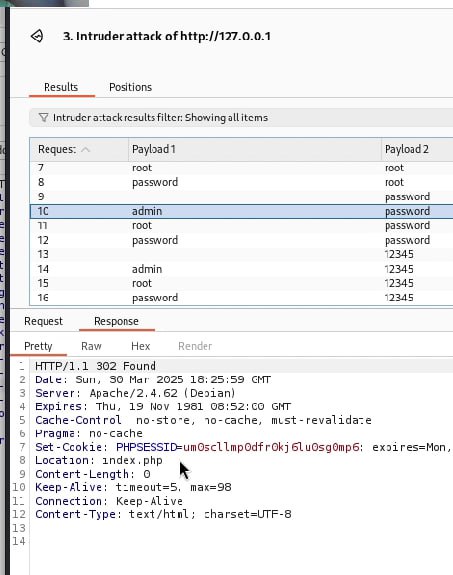 3. Intruder attack of http://127.0.0.1
Results Positions
Intruder attack results filter: Showing all items
Request Payload 1 Payload 2
7 root root
8 password root
9 password
10 admin password
11 root password
12 password password
13 12345
14 admin 12345
15 root 12345
16 password 12345
Request Response
Pretty Raw Hex Render
1 HTTP/1.1 302 Found
2 Date: Sun, 30 Mar 2025 18:25:59 GMT
3 Server: Apache/2.4.62 (Debian)
4 Expires: Thu, 19 Nov 1981 08:52:00 GMT
5 Cache-Control: no-store, no-cache, must-revalidate
6 Pragma: no-cache
7 Set-Cookie: PHPSESSID=um0scllmp0dfr0kj6lu0sg0mp6; expires=Mon,
8 Location: index.php
9 Content-Length: 0
10 Keep-Alive: timeout=5, max=98
11 Connection: Keep-Alive
12 Content-Type: text/html; charset=UTF-8
13
14